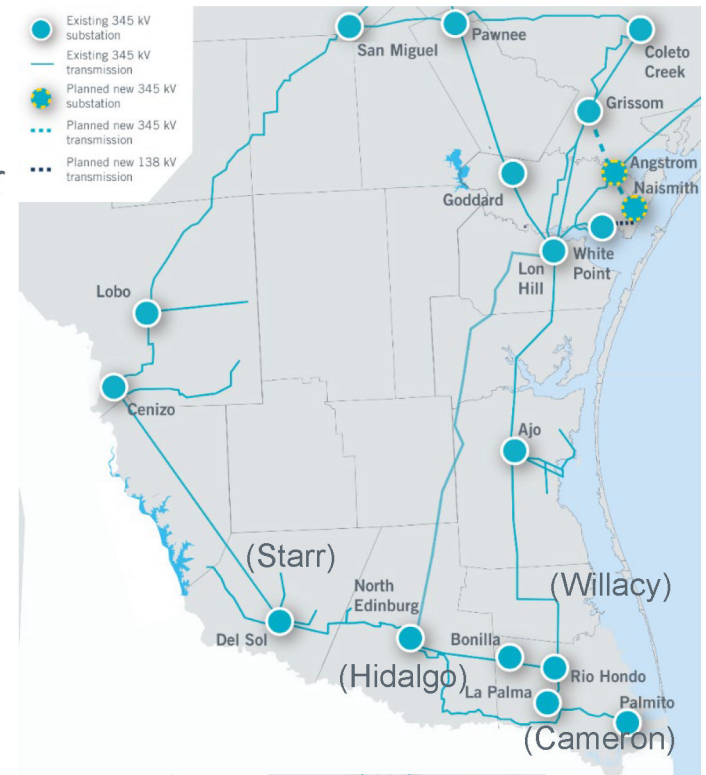 Existing 345 kV
substation
Existing 345 kV
transmission
Planned new 345 kV
substation
Planned new 345 kV
transmission
Planned new 138 kV
transmission
San Miguel
Pawnee
Coleto
Creek
Grissom
Angstrom
Naismith
Goddard
White
Point
Lon
Hill
Lobo
Cenizo
Ajo
(Starr)
(Willacy)
North
Edinburg
Del Sol
Bonilla
Rio Hondo
(Hidalgo)
La Palma
Palmito
(Cameron)